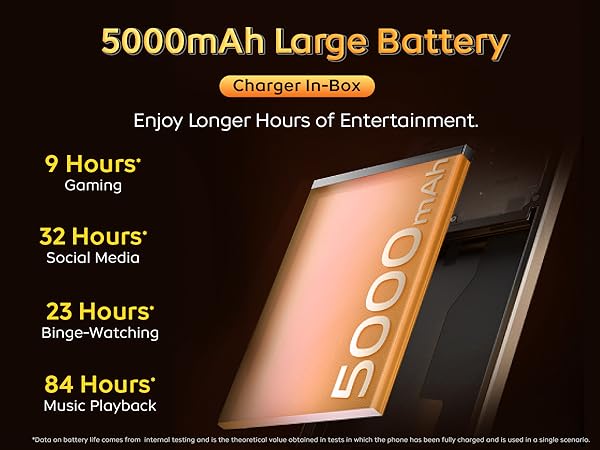 5000mAh Large Battery
Charger In-Box
Enjoy Longer Hours of Entertainment.
9 Hours*
Gaming
32 Hours*
Social Media
23 Hours*
Binge-Watching
84 Hours*
Music Playback
5000mAh
*Data on battery life comes from internal testing and is the theoretical value obtained in tests in which the phone has been fully charged and is used in a single scenario.